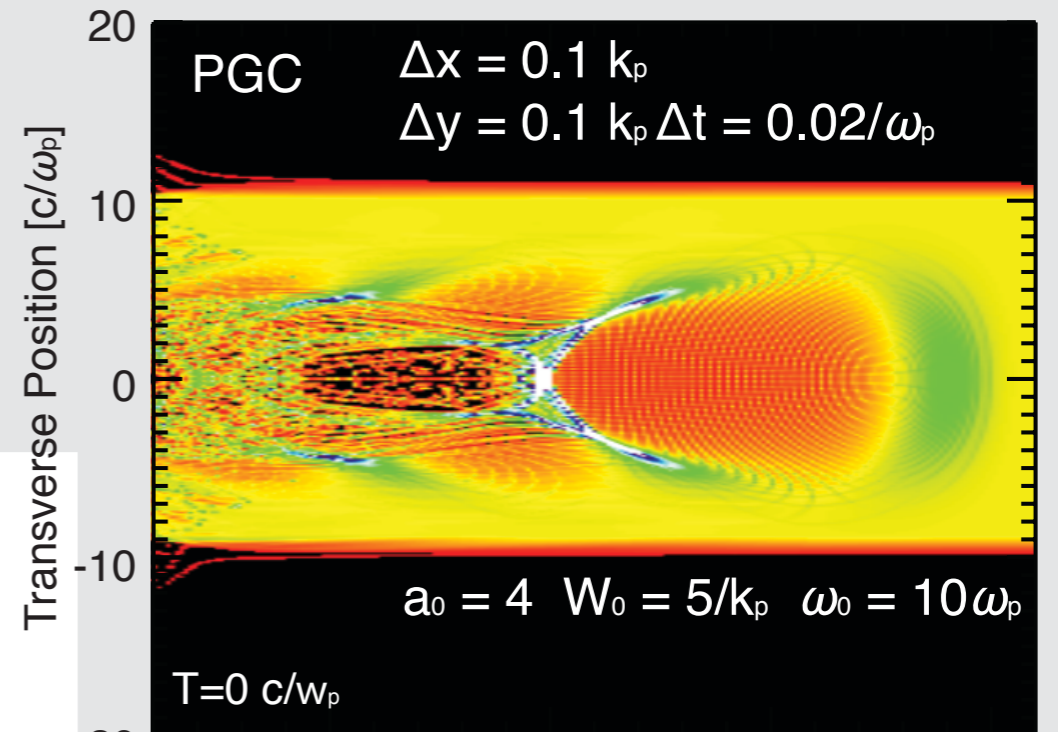 20
PGC
Δx = 0.1 kp
Δy = 0.1 kp Δt = 0.02/ωp
10
Transverse Position [c/ωp]
0
-10
a0 = 4 W0 = 5/kp ω0 = 10ωp
T=0 c/wp